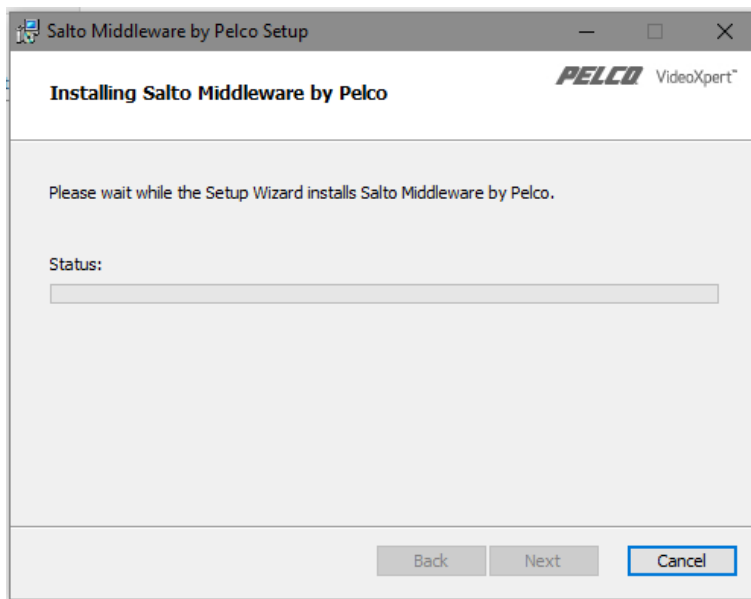 Salto Middleware by Pelco Setup
Installing Salto Middleware by Pelco
PELCO VideoXpert™
Please wait while the Setup Wizard installs Salto Middleware by Pelco.
Status:
Back
Next
Cancel